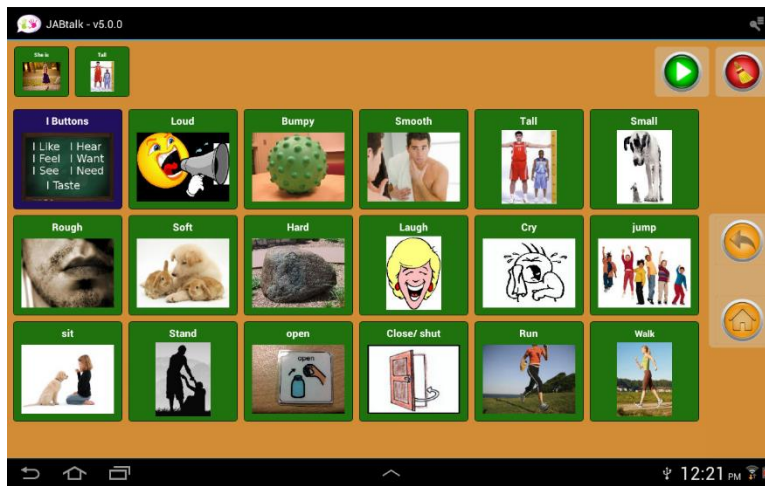 JABtalk - v5.0.0
She is
Tall
I Buttons
I Like I Hear
I Feel I Want
I See I Need
I Taste
Loud
Bumpy
Smooth
Tall
Small
Rough
Soft
Hard
Laugh
Cry
jump
sit
Stand
open
open
Close/ shut
Run
Walk
12:21 PM